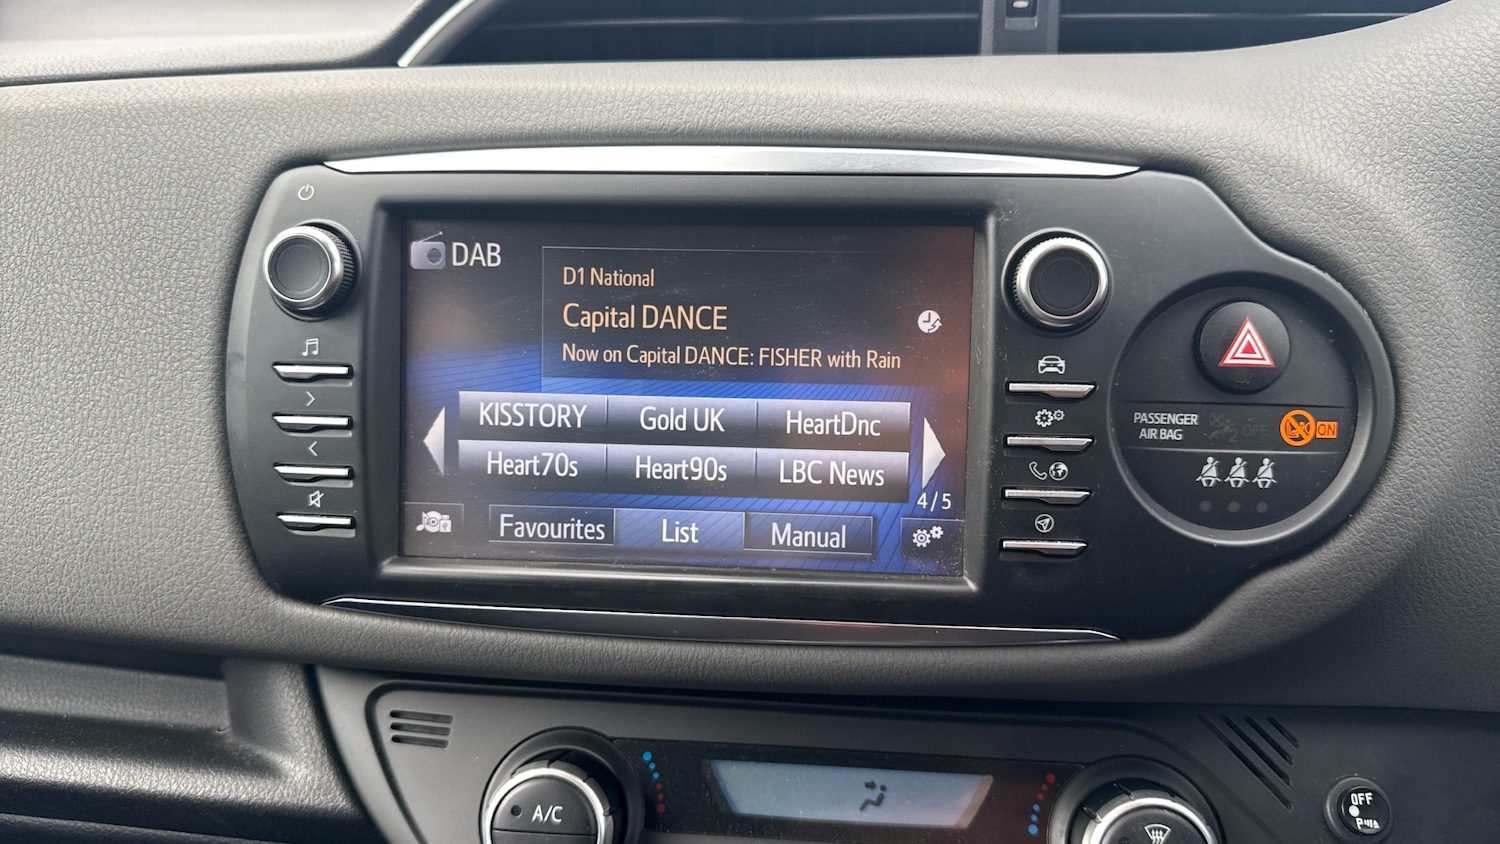 DAB
D1 National
Capital DANCE
Now on Capital DANCE: FISHER with Rain
KISSTORY Gold UK HeartDnc
Heart70s Heart90s LBC News
4/5
Favourites List Manual
PASSENGER
AIR BAG
2 OFF
ON
A/C
OFF
P